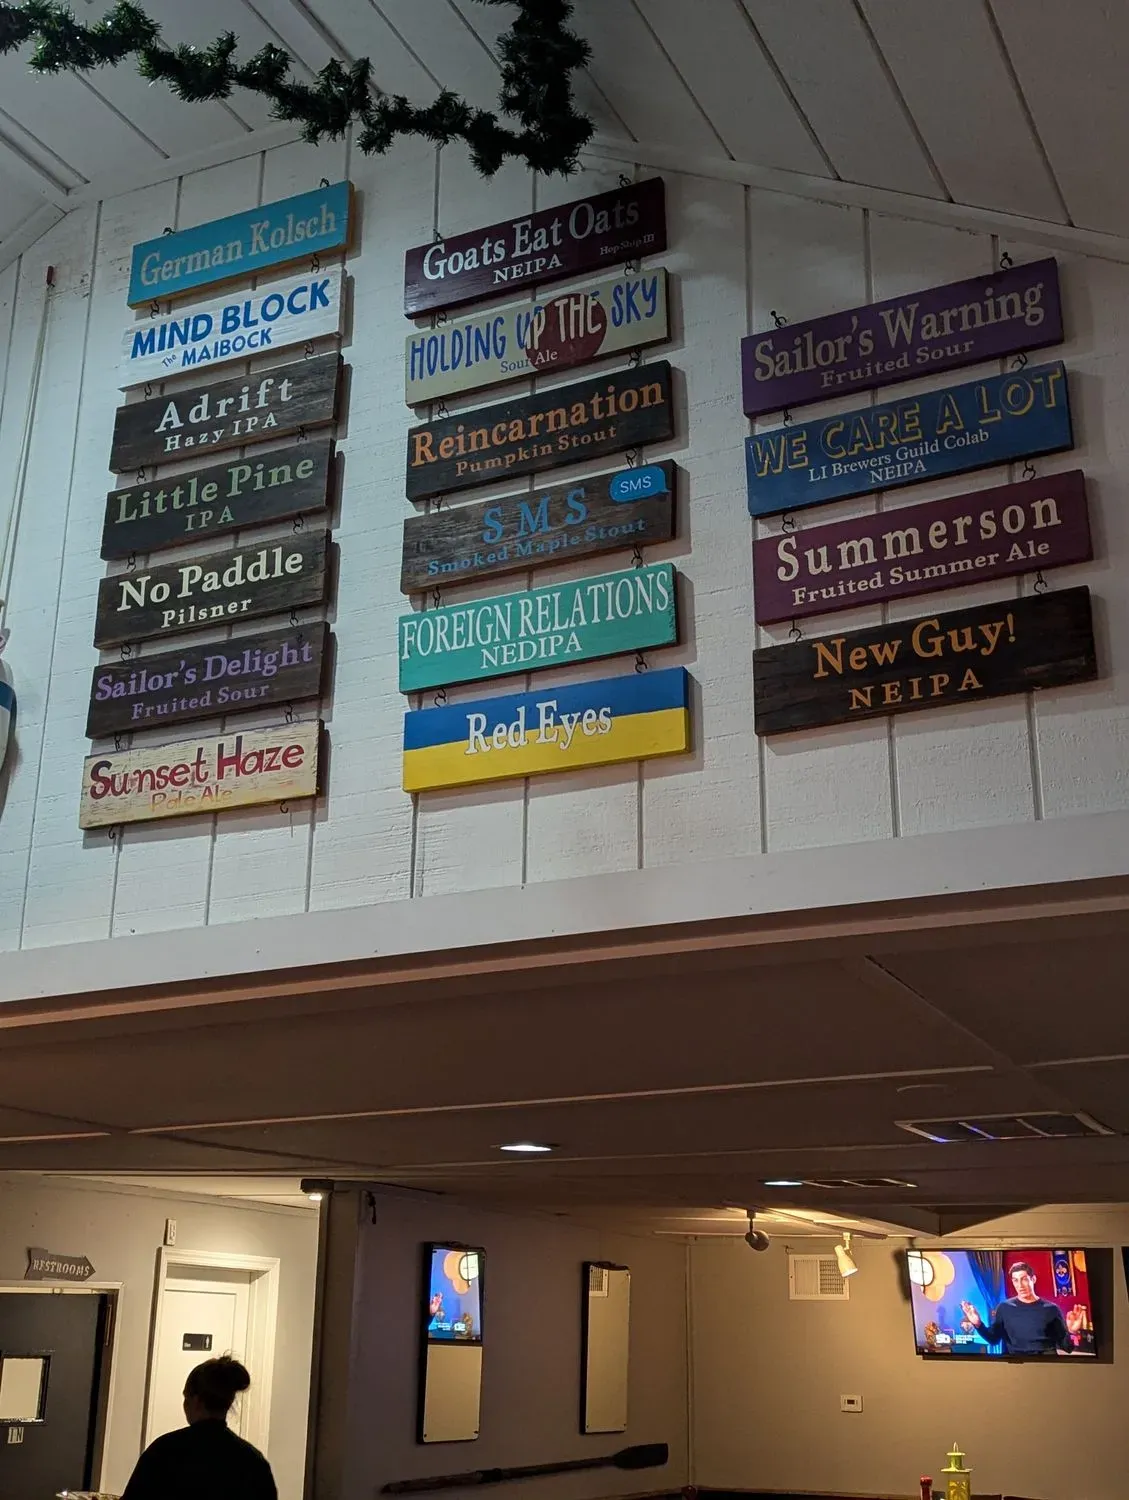 German Kolsch
MIND BLOCK
The MAIBOCK
Adrift
Hazy IPA
Little Pine
IPA
No Paddle
Pilsner
Sailor's Delight
Fruited Sour
Sunset Haze
Pale Ale
Goats Eat Oats
NEIPA
Hop Ship III
HOLDING UP THE SKY
Sour Ale
Reincarnation
Pumpkin Stout
SMS
SMS
Smoked Maple Stout
FOREIGN RELATIONS
NEDIPA
Red Eyes
Sailor's Warning
Fruited Sour
WE CARE A LOT
LI Brewers Guild Colab
NEIPA
Summerson
Fruited Summer Ale
New Guy!
NEIPA
RESTROOMS
IN